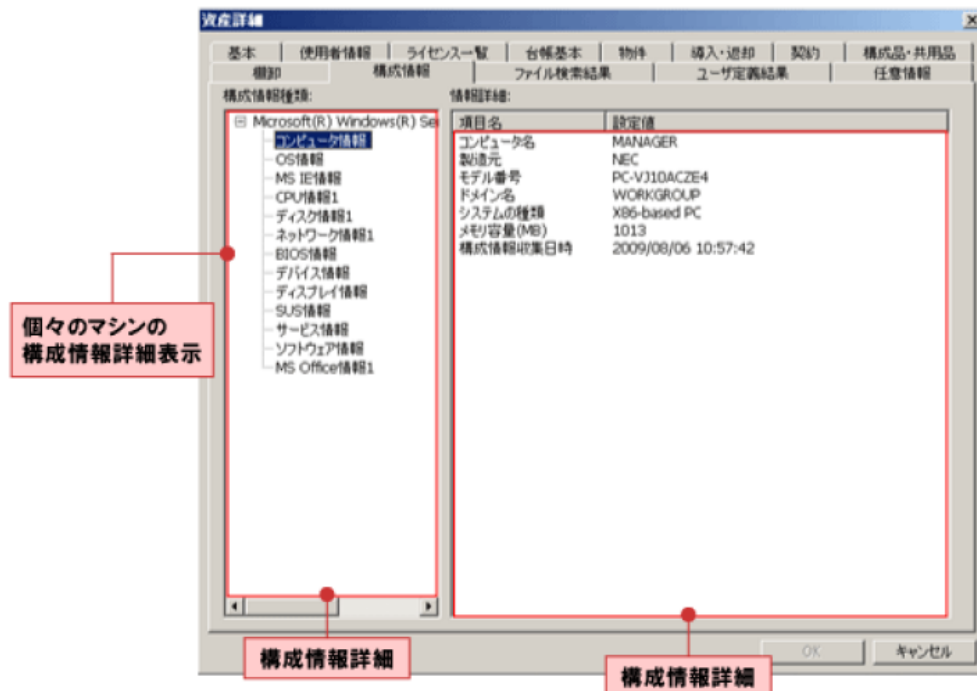 資産詳細
基本
使用者情報
ライセンス一覧
台帳基本
物件
導入・返却
契約
構成品・共用品
棚卸
構成情報
ファイル検索結果
ユーザ定義結果
任意情報
構成情報種類:
情報詳細:
Microsoft(R) Windows(R) Se
コンピュータ情報
OS情報
MS IE情報
CPU情報1
ディスク情報1
ネットワーク情報1
BIOS情報
デバイス情報
ディスプレイ情報
SUS情報
サービス情報
ソフトウェア情報
MS Office情報1
項目名 設定値
コンピュータ名 MANAGER
製造元 NEC
モデル番号 PC-VJ10ACZE4
ドメイン名 WORKGROUP
システムの種類 X86-based PC
メモリ容量(MB) 1013
構成情報収集日時 2009/08/06 10:57:42
個々のマシンの
構成情報詳細表示
構成情報詳細
構成情報詳細
OK
キャンセル